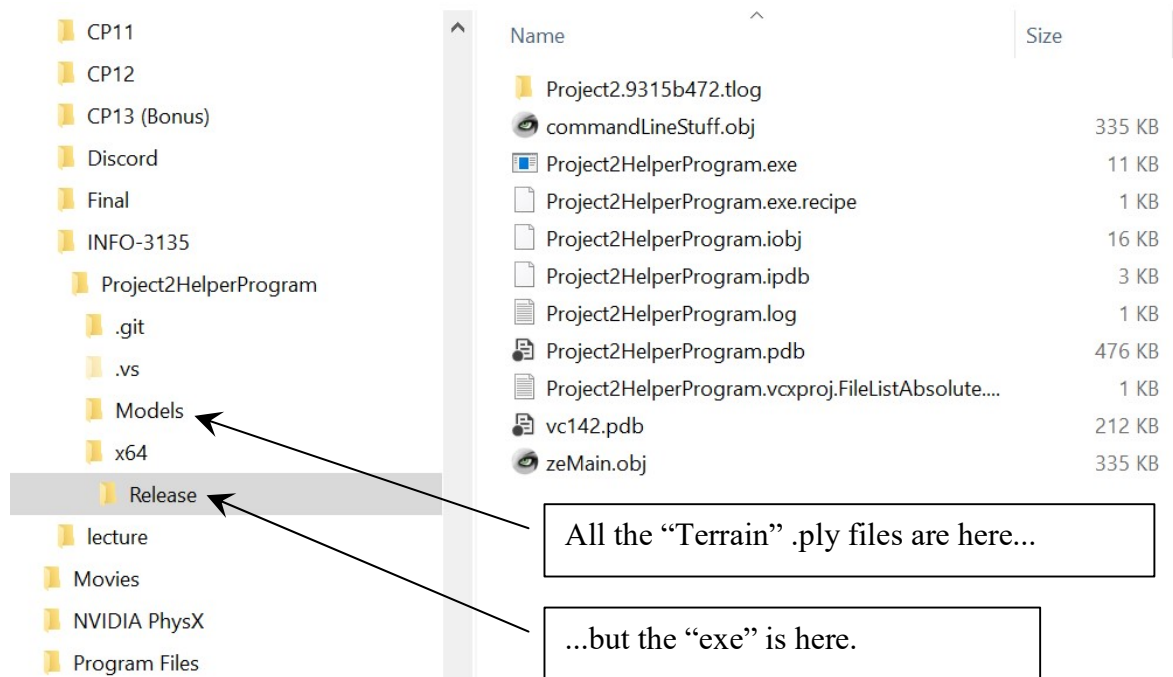 CP11
CP12
CP13 (Bonus)
Discord
Final
INFO-3135
Project2HelperProgram
.git
.vs
Models
x64
Release
lecture
Movies
NVIDIA PhysX
Program Files
Name Size
Project2.9315b472.tlog
commandLineStuff.obj 335 KB
Project2HelperProgram.exe 11 KB
Project2HelperProgram.exe.recipe 1 KB
Project2HelperProgram.iobj 16 KB
Project2HelperProgram.ipdb 3 KB
Project2HelperProgram.log 1 KB
Project2HelperProgram.pdb 476 KB
Project2HelperProgram.vcxproj.FileListAbsolute.... 1 KB
vc142.pdb 212 KB
zeMain.obj 335 KB
All the “Terrain” .ply files are here...
...but the “exe” is here.